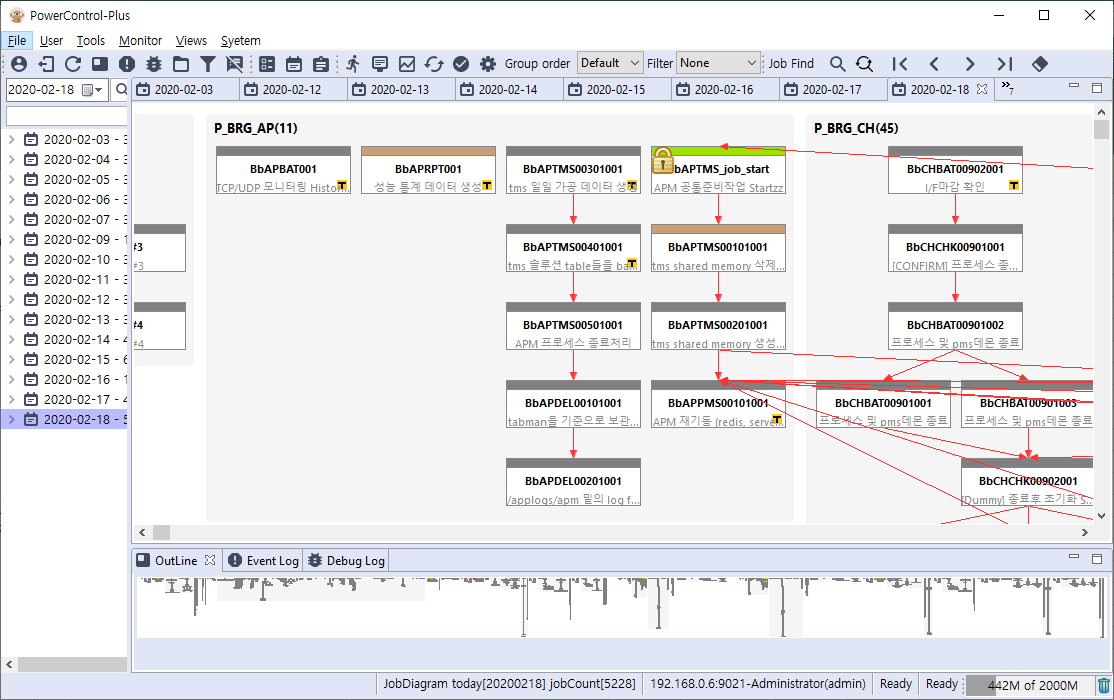 PowerControl-Plus
File User Tools Monitor Views Syetem
Group order Default Filter None Job Find
2020-02-18
2020-02-03 2020-02-12 2020-02-13 2020-02-14 2020-02-15 2020-02-16 2020-02-17 2020-02-18 »7
2020-02-03 - 3
2020-02-04 - 3
2020-02-05 - 3
2020-02-06 - 3
2020-02-07 - 3
2020-02-09 - 1
2020-02-10 - 3
2020-02-11 - 3
2020-02-12 - 3
2020-02-13 - 3
2020-02-14 - 4
2020-02-15 - 6
2020-02-16 - 1
2020-02-17 - 4
2020-02-18 - 5
#3
#3
#4
#4
P_BRG_AP(11)
BbAPBAT001
TCP/UDP 모니터링 Histor...
T
BbAPRPT001
성능 통계 데이터 생성
T
BbAPTMS00301001
tms 일일 가공 데이터 생성
T
BbAPTMS_job_start
APM 공통준비작업 Startzz
BbAPTMS00401001
tms 솔루션 table들을 ba...
T
BbAPTMS00101001
tms shared memory 삭제...
BbAPTMS00501001
APM 프로세스 종료처리
BbAPTMS00201001
tms shared memory 생성...
BbAPDEL00101001
tabman을 기준으로 보관...
BbAPPMS00101001
APM 재기동 (redis, serve...
T
BbAPDEL00201001
/applogs/apm 밑의 log f...
P_BRG_CH(45)
BbCHBAT00902001
I/F마감 확인
T
BbCHCHK00901001
[CONFIRM] 프로세스 종...
BbCHBAT00901002
프로세스 및 pms데몬 종료
BbCHBAT00901001
프로세스 및 pms데몬 종료
BbCHBAT00901003
프로세스 및 pms데몬 종료
BbCHCHK00902001
[Dummy] 종료후 초기화 S...
OutLine Event Log Debug Log
JobDiagram today[20200218] jobCount[5228] 192.168.0.6:9021-Administrator(admin) Ready Ready 442M of 2000M